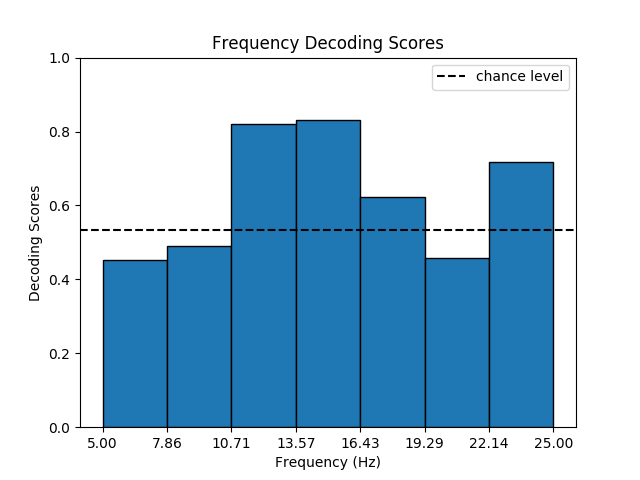 Frequency Decoding Scores
1.0
chance level
0.8
0.6
0.4
0.2
0.0
Decoding Scores
5.00 7.86 10.71 13.57 16.43 19.29 22.14 25.00
Frequency (Hz)